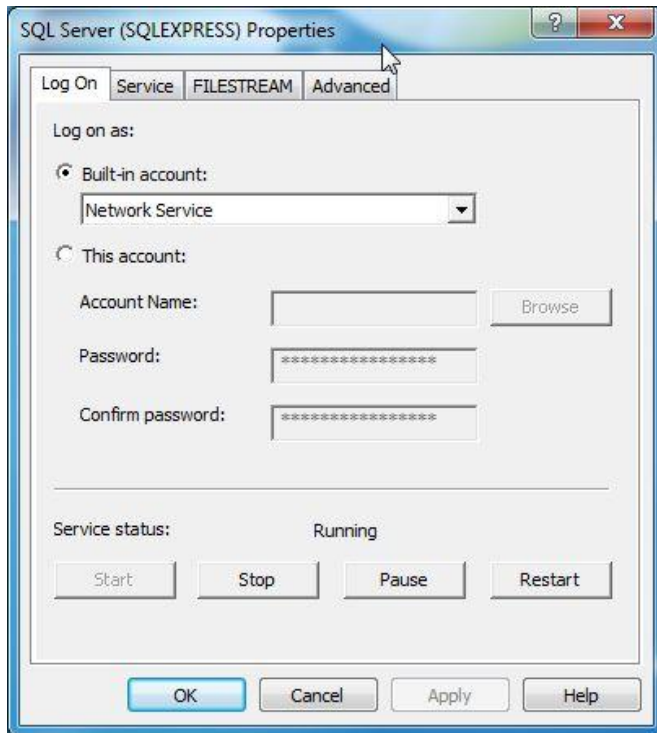 SQL Server (SQLEXPRESS) Properties
Log On Service FILESTREAM Advanced
Log on as:
Built-in account:
Network Service
This account:
Account Name: Browse
Password: ****************
Confirm password: ****************
Service status: Running
Start Stop Pause Restart
OK Cancel Apply Help